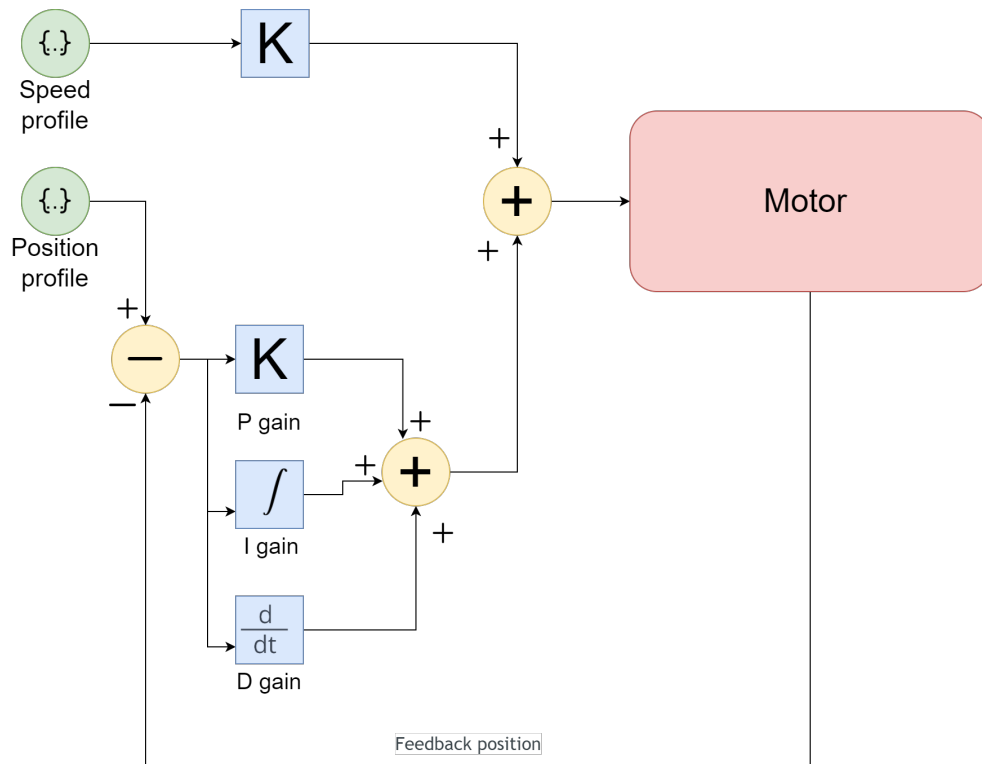 {..}
K
Speed
profile
+
{..}
+
Motor
+
Position
profile
+
−
K
−
P gain
+
+
+
∫
I gain
+
d
dt
D gain
Feedback position